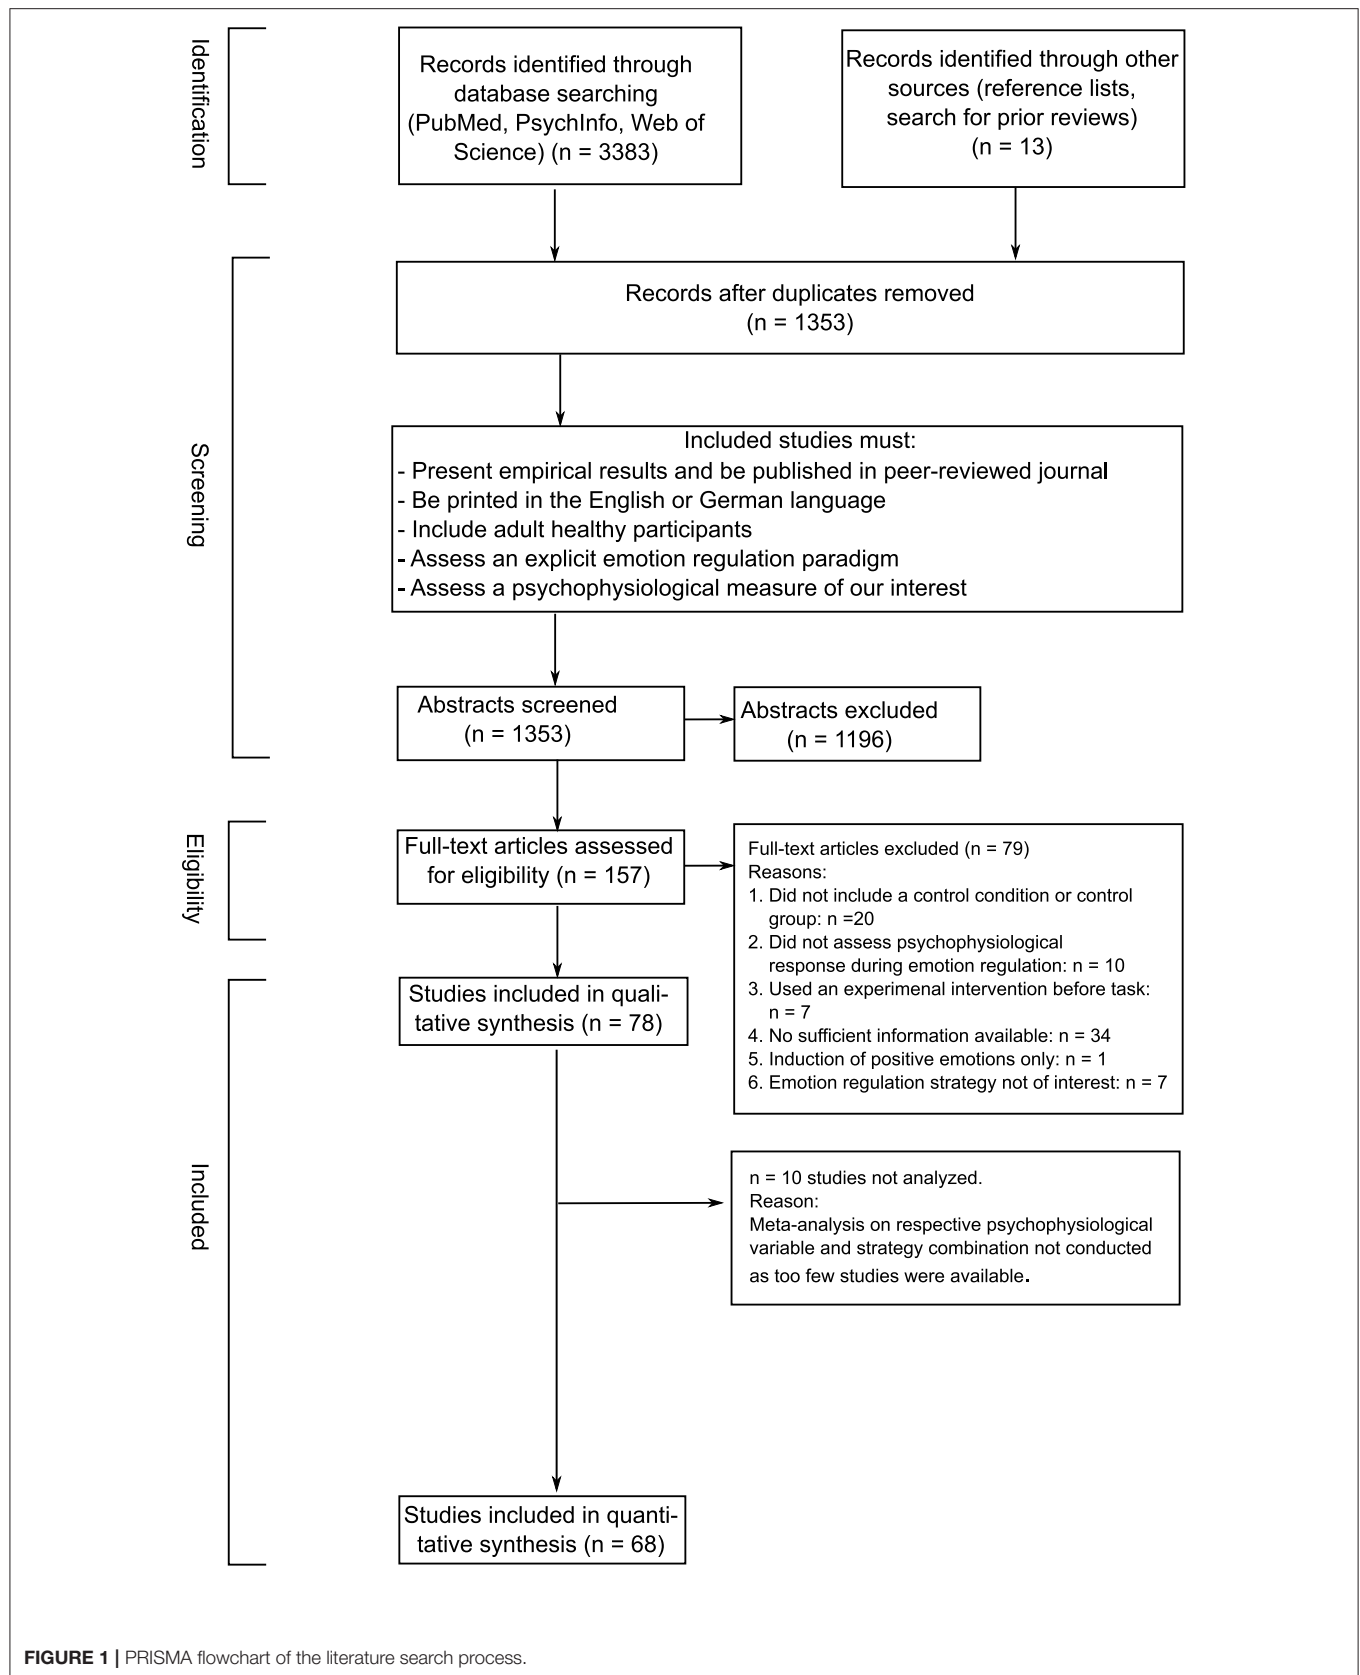 Identification
Records identified through
database searching
(PubMed, PsychInfo, Web of
Science) (n = 3383)
Records identified through other
sources (reference lists,
search for prior reviews)
(n = 13)
Screening
Records after duplicates removed
(n = 1353)
Included studies must:
- Present empirical results and be published in peer-reviewed journal
- Be printed in the English or German language
- Include adult healthy participants
- Assess an explicit emotion regulation paradigm
- Assess a psychophysiological measure of our interest
Abstracts screened
(n = 1353)
Abstracts excluded
(n = 1196)
Eligibility
Full-text articles assessed
for eligibility (n = 157)
Full-text articles excluded (n = 79)
Reasons:
1. Did not include a control condition or control
group: n =20
2. Did not assess psychophysiological
response during emotion regulation: n = 10
3. Used an experimenal intervention before task:
n = 7
4. No sufficient information available: n = 34
5. Induction of positive emotions only: n = 1
6. Emotion regulation strategy not of interest: n = 7
Included
Studies included in quali-
tative synthesis (n = 78)
n = 10 studies not analyzed.
Reason:
Meta-analysis on respective psychophysiological
variable and strategy combination not conducted
as too few studies were available.
Studies included in quanti-
tative synthesis (n = 68)
FIGURE 1 | PRISMA flowchart of the literature search process.